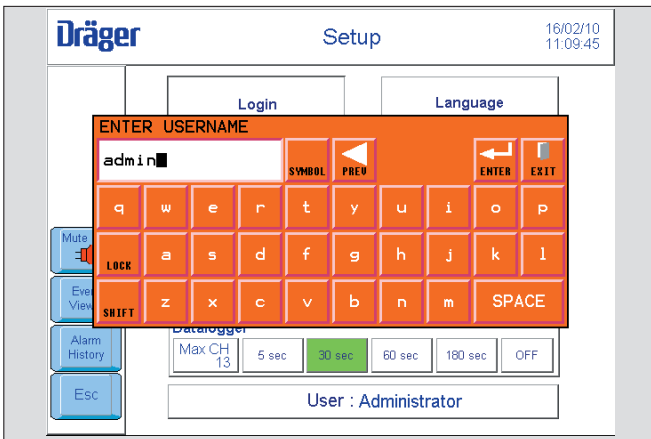 Dräger
Setup
16/02/10
11:09:45
Login
Language
ENTER USERNAME
admin
SYMBOL
PREV
ENTER
EXIT
q w e r t y u i o p
LOCK
a s d f g h j k l
SHIFT
z x c v b n m SPACE
Mute
Eve
View
Alarm
History
Esc
Datalogger
Max CH
13
5 sec
30 sec
60 sec
180 sec
OFF
User : Administrator